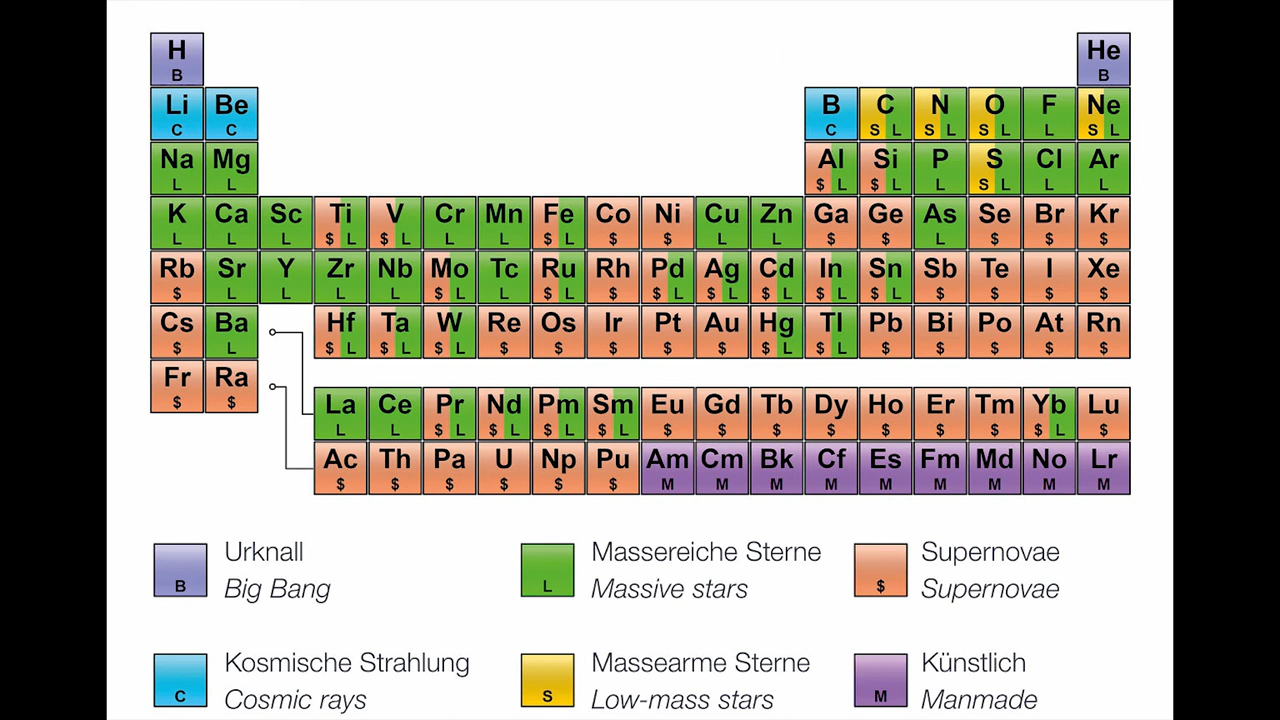 H He
B B
Li Be B C N O F Ne
C C C S L S L S L L S L
Na Mg Al Si P S Cl Ar
L L $ L $ L L S L L L
K Ca Sc Ti V Cr Mn Fe Co Ni Cu Zn Ga Ge As Se Br Kr
L L L $ L $ L L L $ L $ $ L L $ $ L $ $ $
Rb Sr Y Zr Nb Mo Tc Ru Rh Pd Ag Cd In Sn Sb Te I Xe
$ L L L L $ L L $ L $ $ L $ L $ L $ L $ L $ $ $ $
Cs Ba Hf Ta W Re Os Ir Pt Au Hg Tl Pb Bi Po At Rn
$ L $ L $ L $ L $ $ $ $ $ $ L $ L $ $ $ $ $
Fr Ra
$ $
La Ce Pr Nd Pm Sm Eu Gd Tb Dy Ho Er Tm Yb Lu
L L $ L $ L $ L $ L $ $ $ $ $ $ $ $ L $
Ac Th Pa U Np Pu Am Cm Bk Cf Es Fm Md No Lr
$ $ $ $ $ $ M M M M M M M M M
Urknall Massereiche Sterne Supernovae
B Big Bang L Massive stars $ Supernovae
Kosmische Strahlung Massearme Sterne Künstlich
C Cosmic rays S Low-mass stars M Manmade